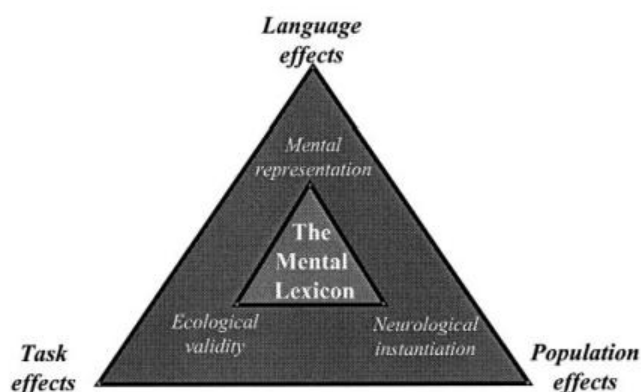 Language
effects
Mental
representation
The
Mental
Lexicon
Ecological
validity
Neurological
instantiation
Task
effects
Population
effects